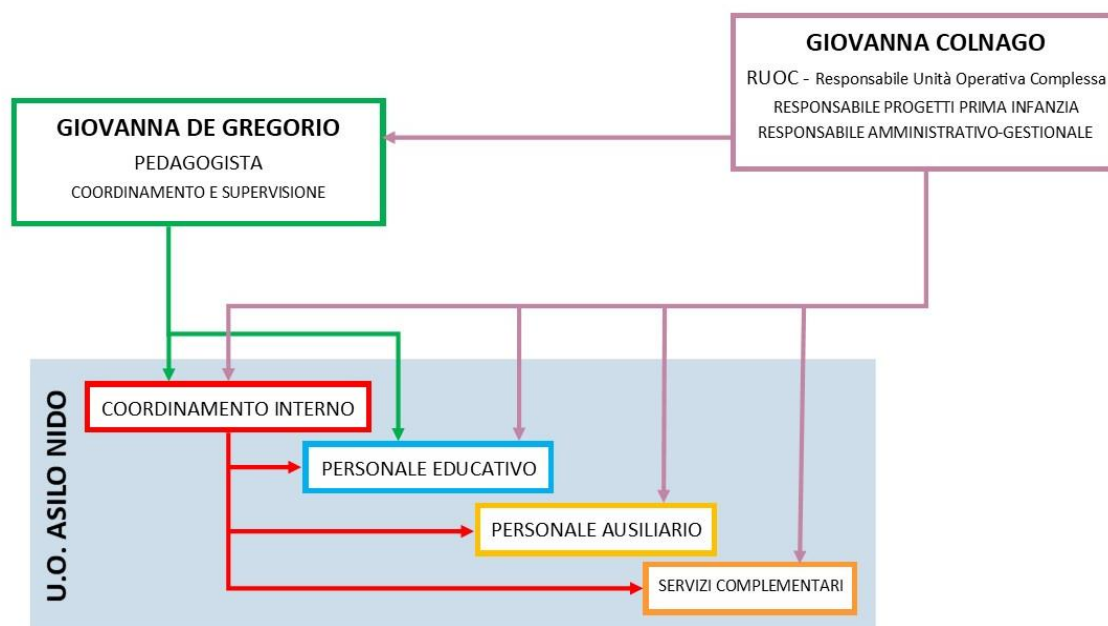 GIOVANNA COLNAGO
RUOC - Responsabile Unità Operativa Complessa
RESPONSABILE PROGETTI PRIMA INFANZIA
RESPONSABILE AMMINISTRATIVO-GESTIONALE
GIOVANNA DE GREGORIO
PEDAGOGISTA
COORDINAMENTO E SUPERVISIONE
U.O. ASILO NIDO
COORDINAMENTO INTERNO
PERSONALE EDUCATIVO
PERSONALE AUSILIARIO
SERVIZI COMPLEMENTARI